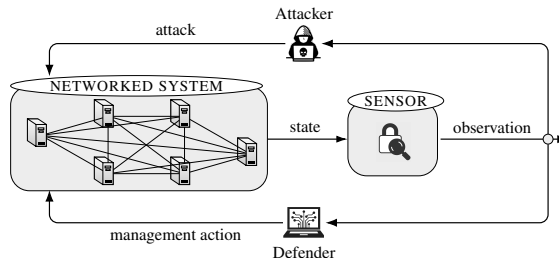 Attacker
attack
NETWORKED SYSTEM
SENSOR
state
observation
management action
Defender